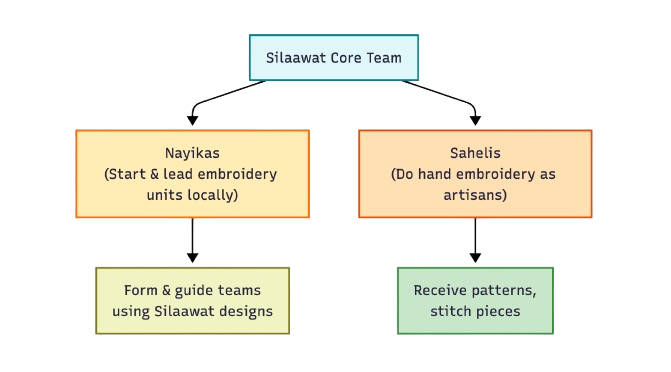 Silaawat Core Team
Nayikas
(Start & lead embroidery
units locally)
Sahelis
(Do hand embroidery as
artisans)
Form & guide teams
using Silaawat designs
Receive patterns,
stitch pieces